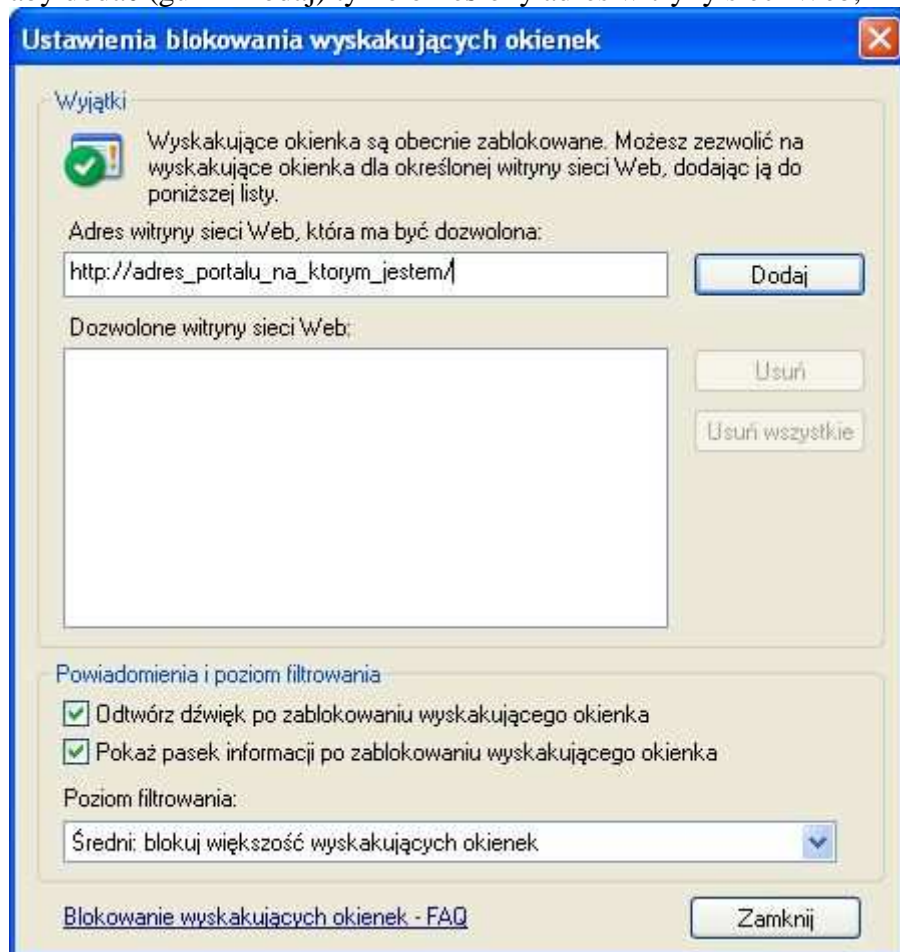 Ustawienia blokowania wyskakujących okienek
Wyjątki
Wyskakujące okienka są obecnie zablokowane. Możesz zezwolić na
wyskakujące okienka dla określonej witryny sieci Web, dodając ją do
poniższej listy.
Adres witryny sieci Web, która ma być dozwolona:
http://adres_portalu_na_ktorym_jestem/
Dodaj
Dozwolone witryny sieci Web:
Usuń
Usuń wszystkie
Powiadomienia i poziom filtrowania
Odtwórz dźwięk po zablokowaniu wyskakującego okienka
Pokaż pasek informacji po zablokowaniu wyskakującego okienka
Poziom filtrowania:
Średni: blokuj większość wyskakujących okienek
Blokowanie wyskakujących okienek - FAQ
Zamknij